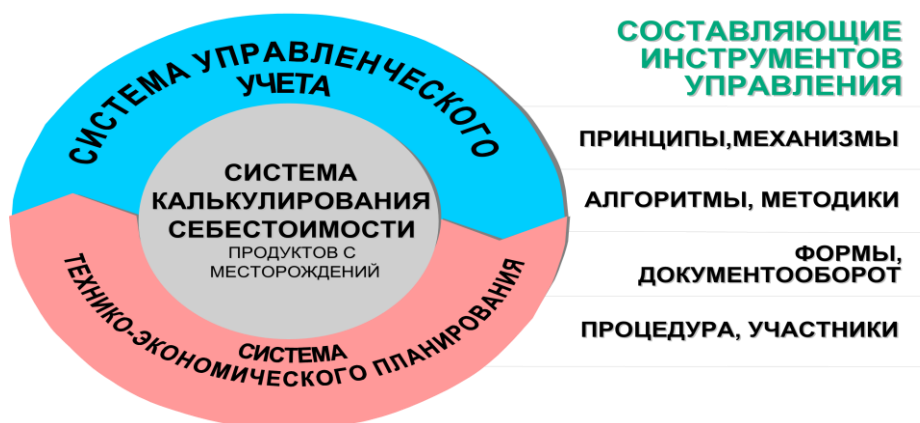 СИСТЕМА УПРАВЛЕНЧЕСКОГО
УЧЕТА
СИСТЕМА
КАЛЬКУЛИРОВАНИЯ
СЕБЕСТОИМОСТИ
ПРОДУКТОВ С
МЕСТОРОЖДЕНИЙ
СИСТЕМА
ТЕХНИКО-ЭКОНОМИЧЕСКОГО ПЛАНИРОВАНИЯ
СОСТАВЛЯЮЩИЕ
ИНСТРУМЕНТОВ
УПРАВЛЕНИЯ
ПРИНЦИПЫ,МЕХАНИЗМЫ
АЛГОРИТМЫ, МЕТОДИКИ
ФОРМЫ,
ДОКУМЕНТООБОРОТ
ПРОЦЕДУРА, УЧАСТНИКИ